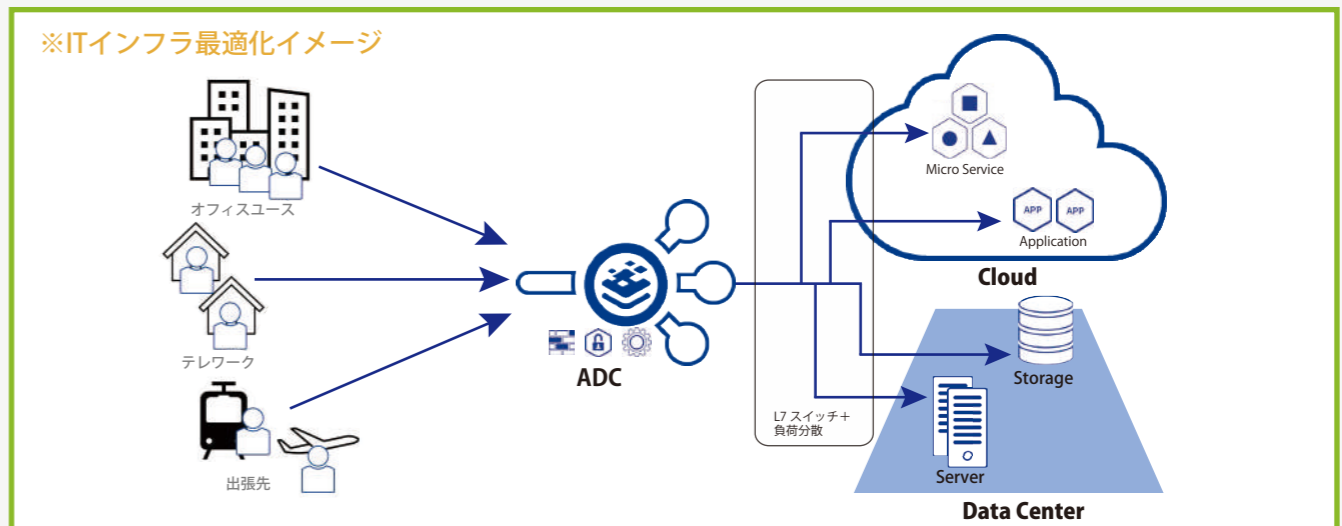 ※ITインフラ最適化イメージ
オフィスユース
テレワーク
出張先
ADC
L7 スイッチ＋
負荷分散
Micro Service
APP APP
Application
Cloud
Storage
Server
Data Center